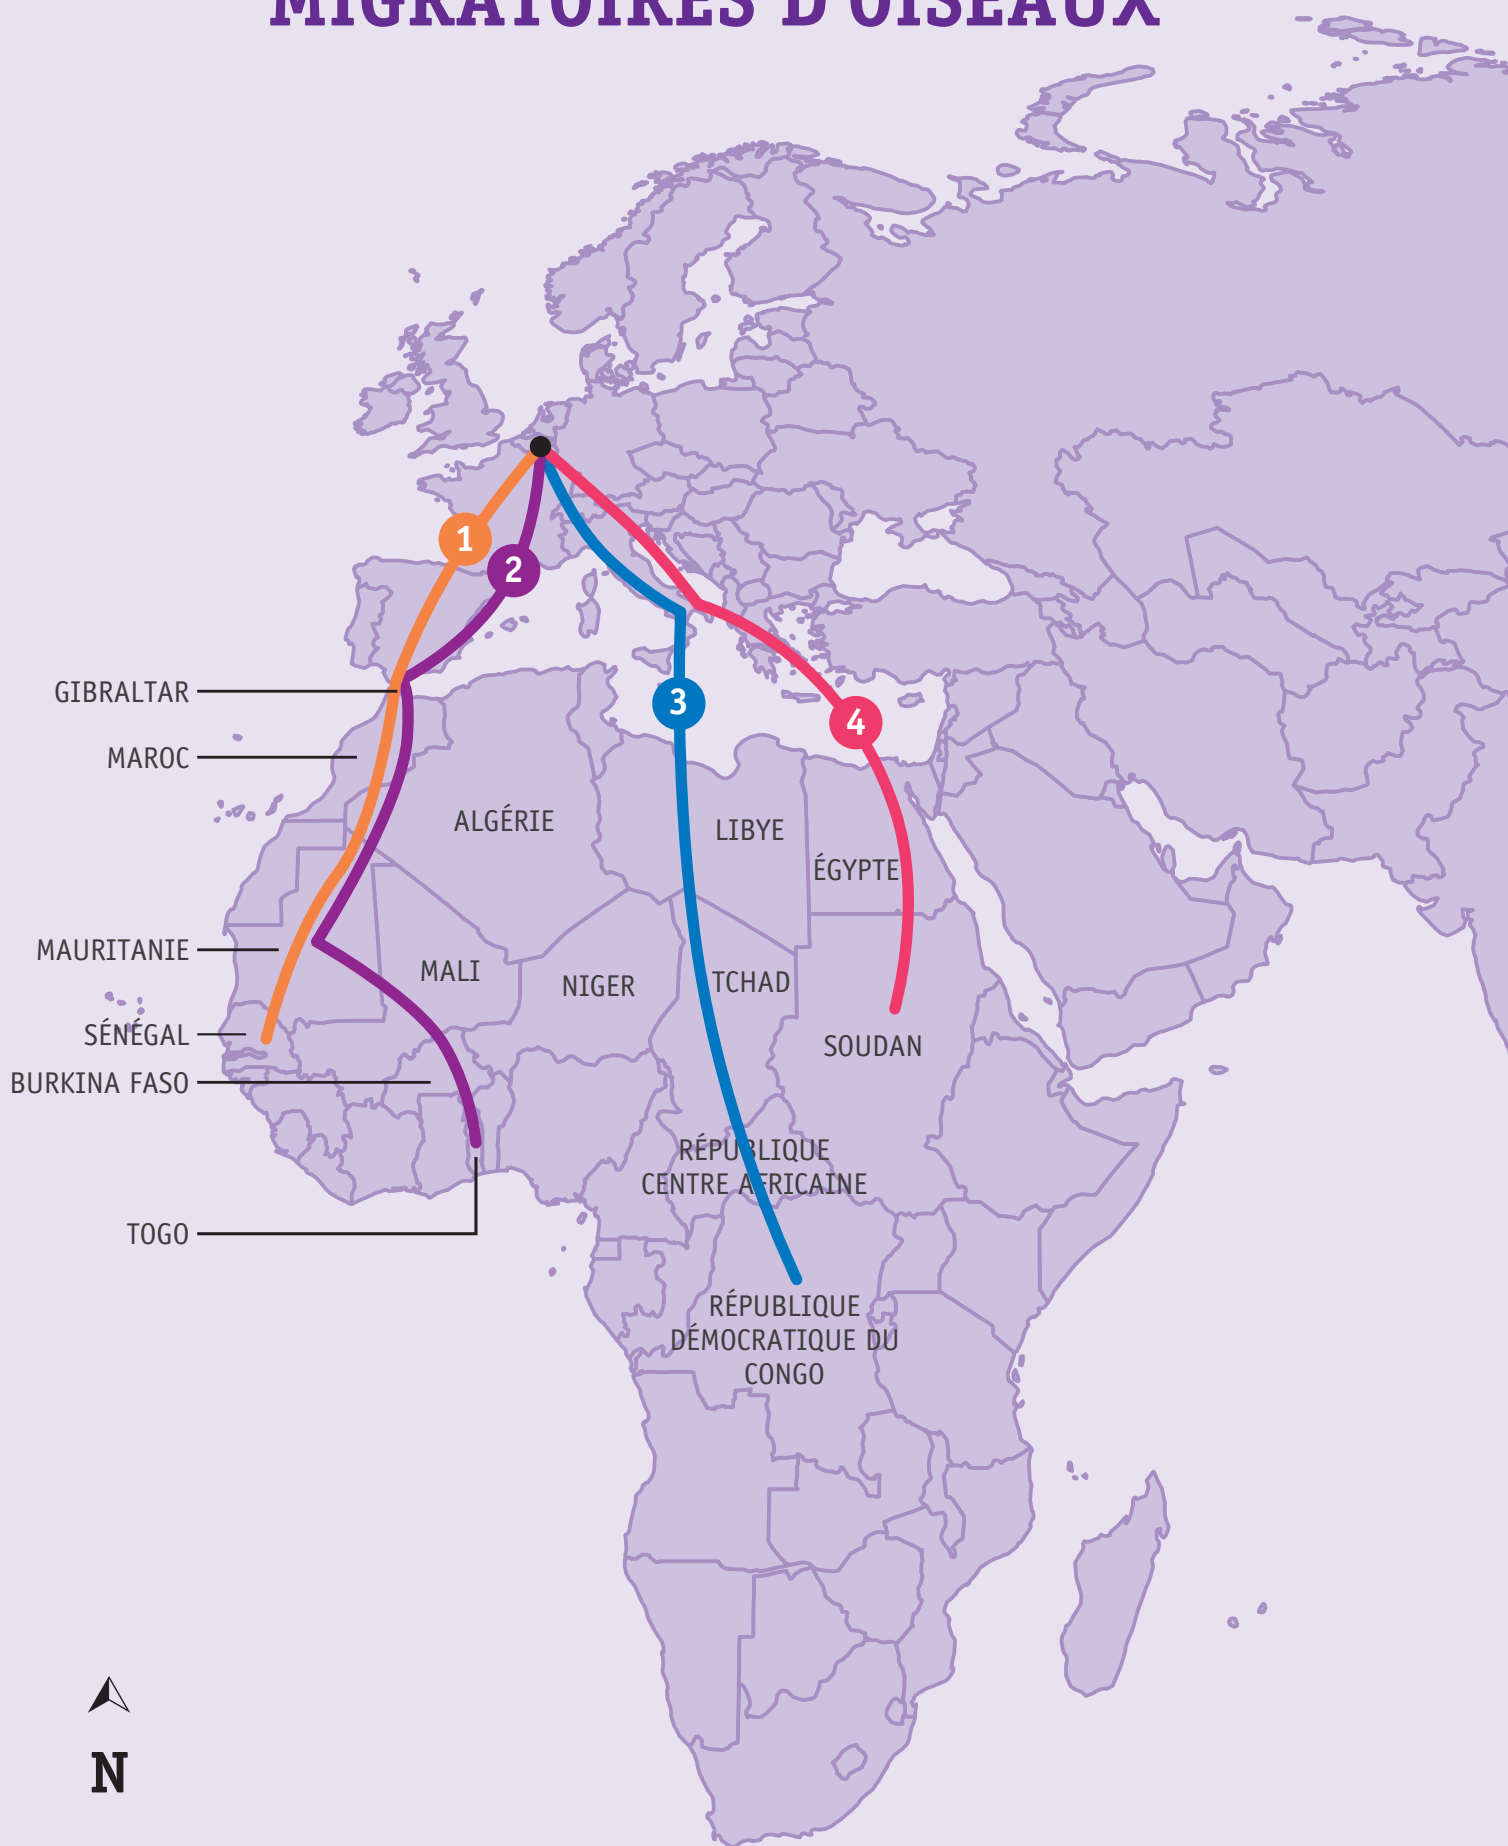 MIGRATOIRES D'OISEAUX
1
2
GIBRALTAR
3
4
MAROC
ALGÉRIE
LIBYE
ÉGYPTE
MAURITANIE
MALI
NIGER
TCHAD
SÉNÉGAL
SOUDAN
BURKINA FASO
RÉPUBLIQUE
CENTRE AFRICAINE
TOGO
RÉPUBLIQUE
DÉMOCRATIQUE DU
CONGO
N